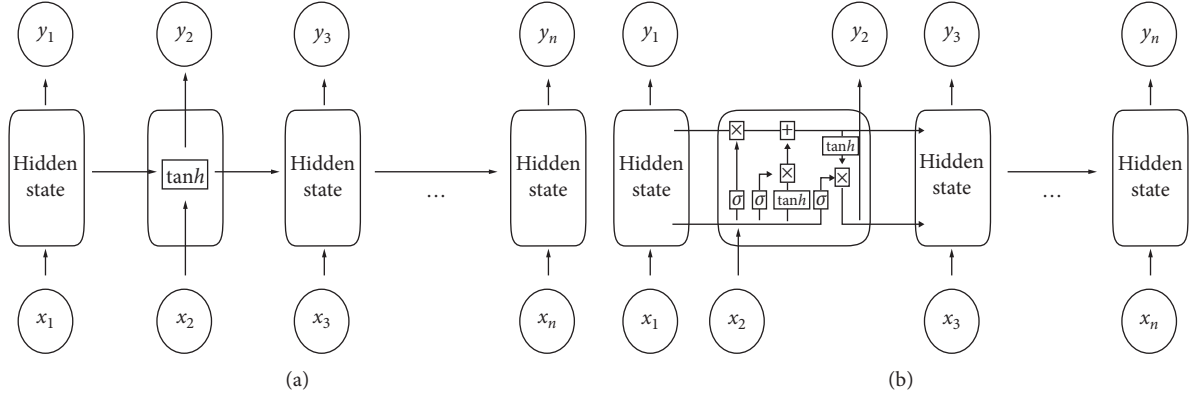 y1 y2 y3 yn y1 y2 y3 yn
× + tanh
Hidden state tanh Hidden state ... Hidden state Hidden state × × Hidden state ... Hidden state
σ σ tanh σ
x1 x2 x3 xn x1 x2 x3 xn
(a) (b)